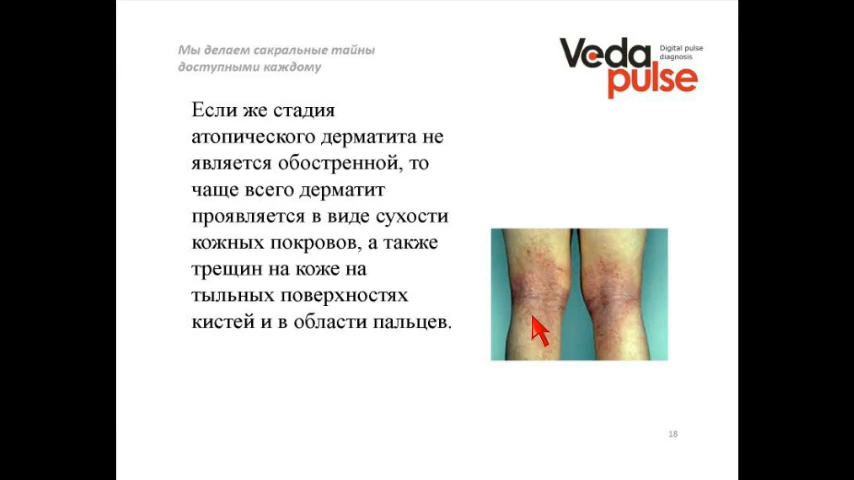 Мы делаем сакральные тайны
доступными каждому
Veda
pulse
Digital pulse
diagnosis
Если же стадия
атопического дерматита не
является обостренной, то
чаще всего дерматит
проявляется в виде сухости
кожных покровов, а также
трещин на коже на
тыльных поверхностях
кистей и в области пальцев.
18